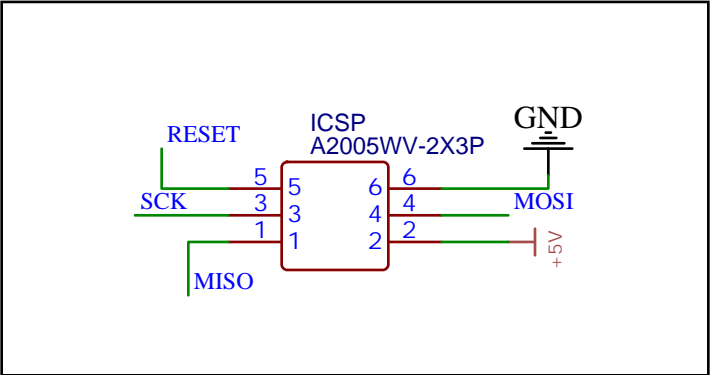 GND
ICSP
A2005WV-2X3P
RESET
5 5 6 6
SCK 3 3 4 4 MOSI
1 1 2 2
+5V
MISO